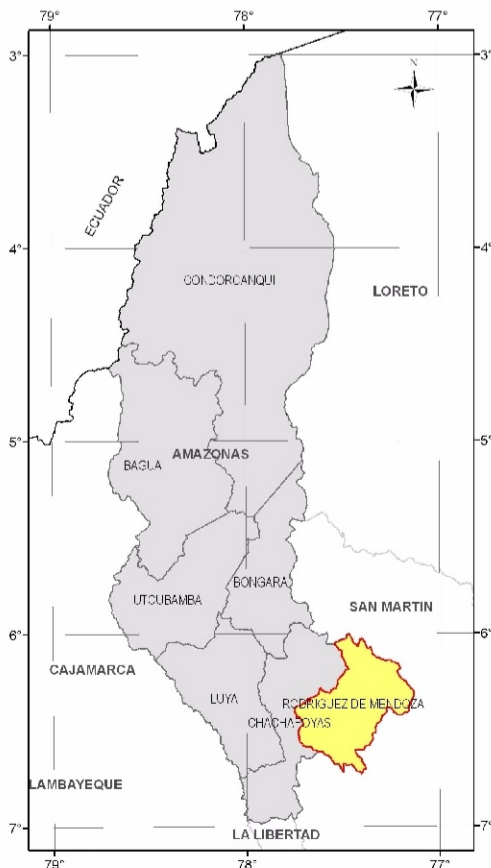 79° 78° 77°
3° 3°
N
ECUADOR
4° 4°
CONDORCANQUI
LORETO
5° 5°
AMAZONAS
BAGUA
BONGARA
UTCUBAMBA
SAN MARTIN
6° 6°
CAJAMARCA
LUYA
RODRIGUEZ DE MENDOZA
CHACHAPOYAS
LAMBAYEQUE
7° 7°
LA LIBERTAD
79° 78° 77°